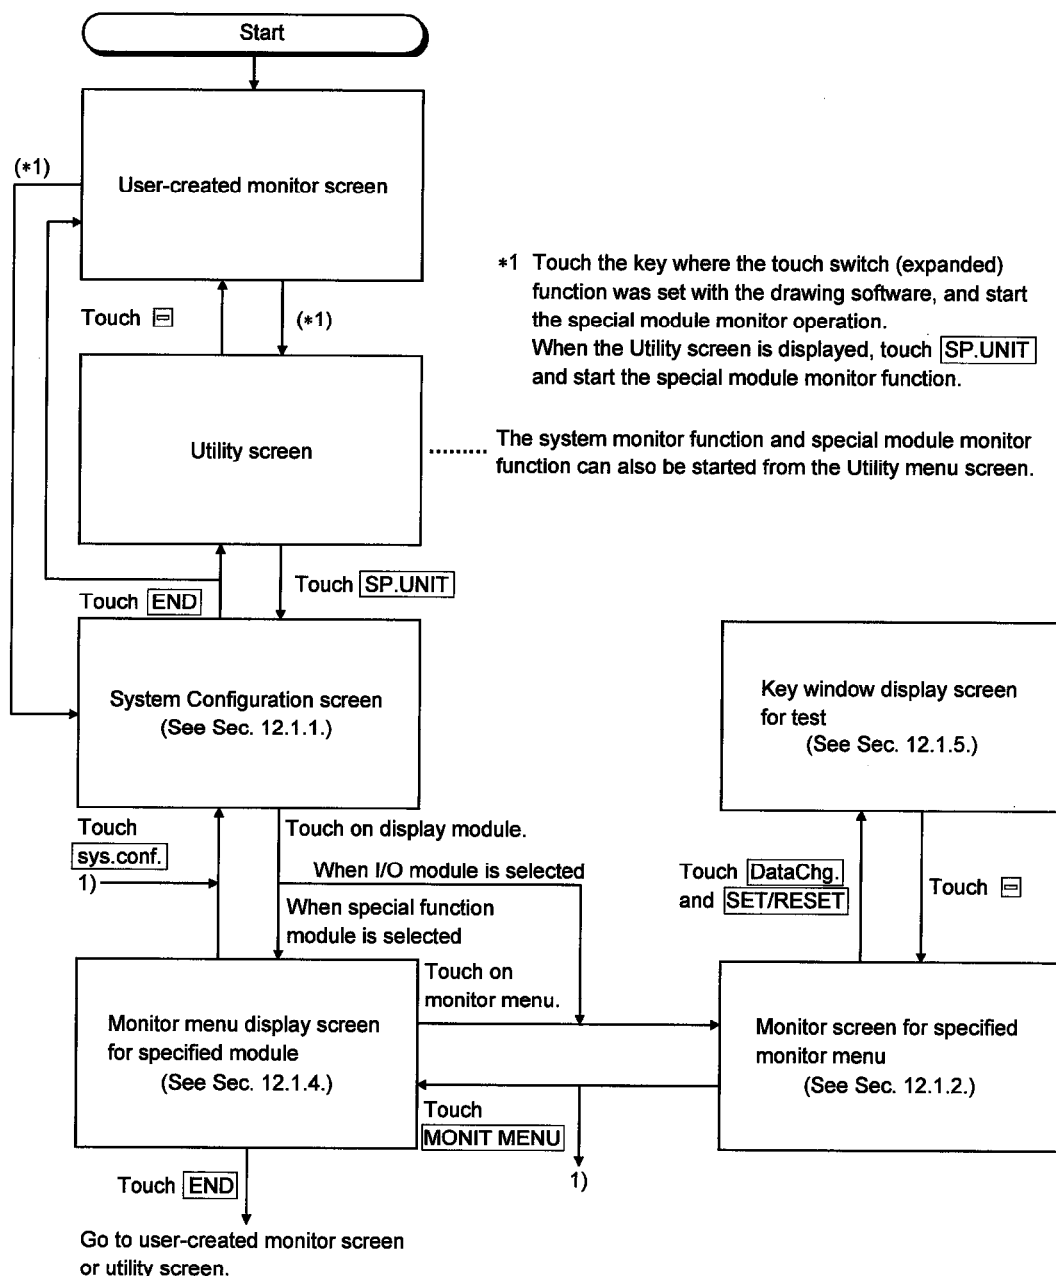 Start
(*1)
User-created monitor screen
*1 Touch the key where the touch switch (expanded)
function was set with the drawing software, and start
the special module monitor operation.
When the Utility screen is displayed, touch SP.UNIT
and start the special module monitor function.
Touch
(*1)
Utility screen
......... The system monitor function and special module monitor
function can also be started from the Utility menu screen.
Touch SP.UNIT
Touch END
System Configuration screen
(See Sec. 12.1.1.)
Key window display screen
for test
(See Sec. 12.1.5.)
Touch
sys.conf.
1)
Touch on display module.
When I/O module is selected
When special function
module is selected
Touch DataChg.
and SET/RESET
Touch
Touch on
monitor menu.
Monitor menu display screen
for specified module
(See Sec. 12.1.4.)
Monitor screen for specified
monitor menu
(See Sec. 12.1.2.)
Touch
MONIT MENU
1)
Touch END
Go to user-created monitor screen
or utility screen.